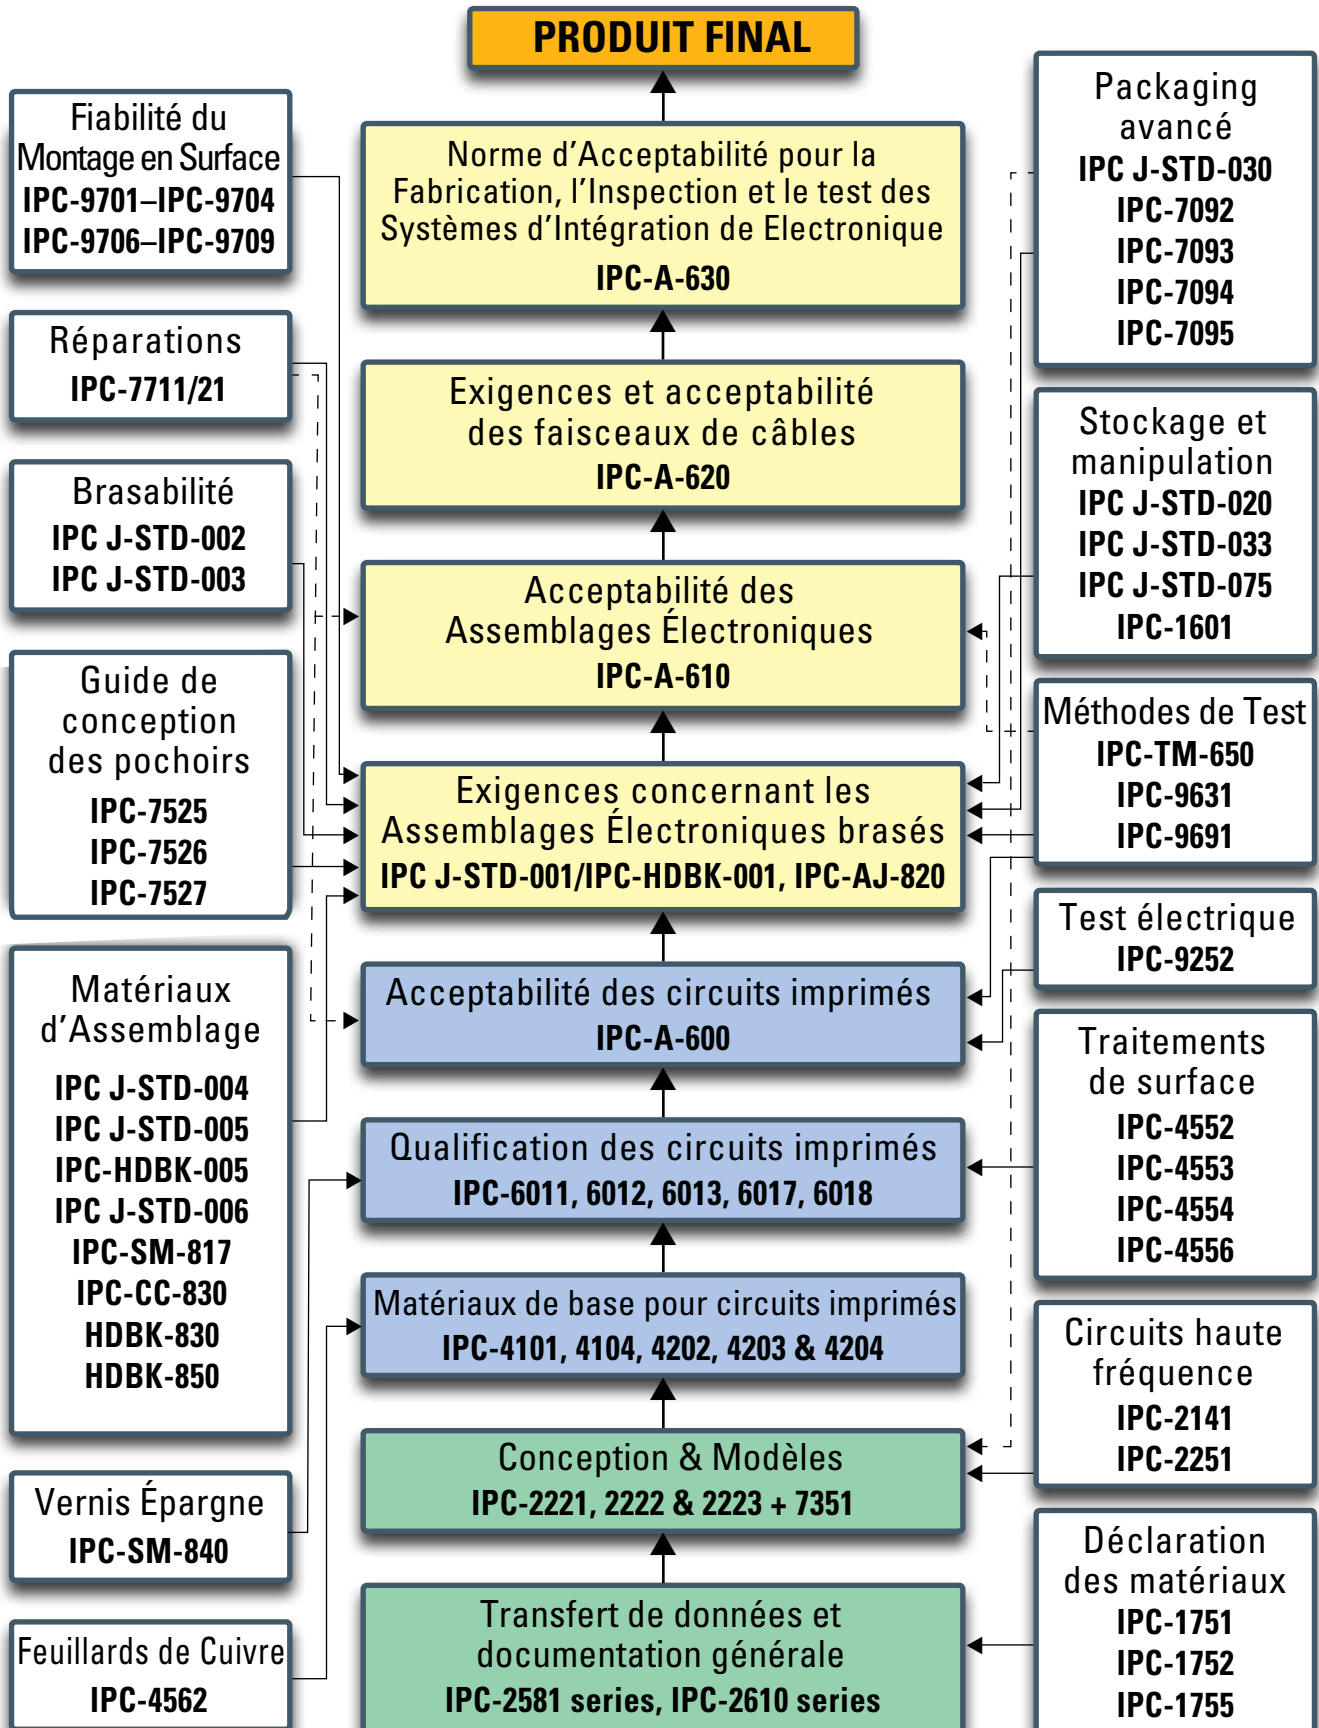 PRODUIT FINAL
Fiabilité du
Montage en Surface
IPC-9701–IPC-9704
IPC-9706–IPC-9709
Réparations
IPC-7711/21
Brasabilité
IPC J-STD-002
IPC J-STD-003
Guide de
conception
des pochoirs
IPC-7525
IPC-7526
IPC-7527
Matériaux
d’Assemblage
IPC J-STD-004
IPC J-STD-005
IPC-HDBK-005
IPC J-STD-006
IPC-SM-817
IPC-CC-830
HDBK-830
HDBK-850
Vernis Épargne
IPC-SM-840
Feuillards de Cuivre
IPC-4562
Norme d’Acceptabilité pour la
Fabrication, l’Inspection et le test des
Systèmes d’Intégration de Electronique
IPC-A-630
Exigences et acceptabilité
des faisceaux de câbles
IPC-A-620
Acceptabilité des
Assemblages Électroniques
IPC-A-610
Exigences concernant les
Assemblages Électroniques brasés
IPC J-STD-001/IPC-HDBK-001, IPC-AJ-820
Acceptabilité des circuits imprimés
IPC-A-600
Qualification des circuits imprimés
IPC-6011, 6012, 6013, 6017, 6018
Matériaux de base pour circuits imprimés
IPC-4101, 4104, 4202, 4203 & 4204
Conception & Modèles
IPC-2221, 2222 & 2223 + 7351
Transfert de données et
documentation générale
IPC-2581 series, IPC-2610 series
Packaging
avancé
IPC J-STD-030
IPC-7092
IPC-7093
IPC-7094
IPC-7095
Stockage et
manipulation
IPC J-STD-020
IPC J-STD-033
IPC J-STD-075
IPC-1601
Méthodes de Test
IPC-TM-650
IPC-9631
IPC-9691
Test électrique
IPC-9252
Traitements
de surface
IPC-4552
IPC-4553
IPC-4554
IPC-4556
Circuits haute
fréquence
IPC-2141
IPC-2251
Déclaration
des matériaux
IPC-1751
IPC-1752
IPC-1755